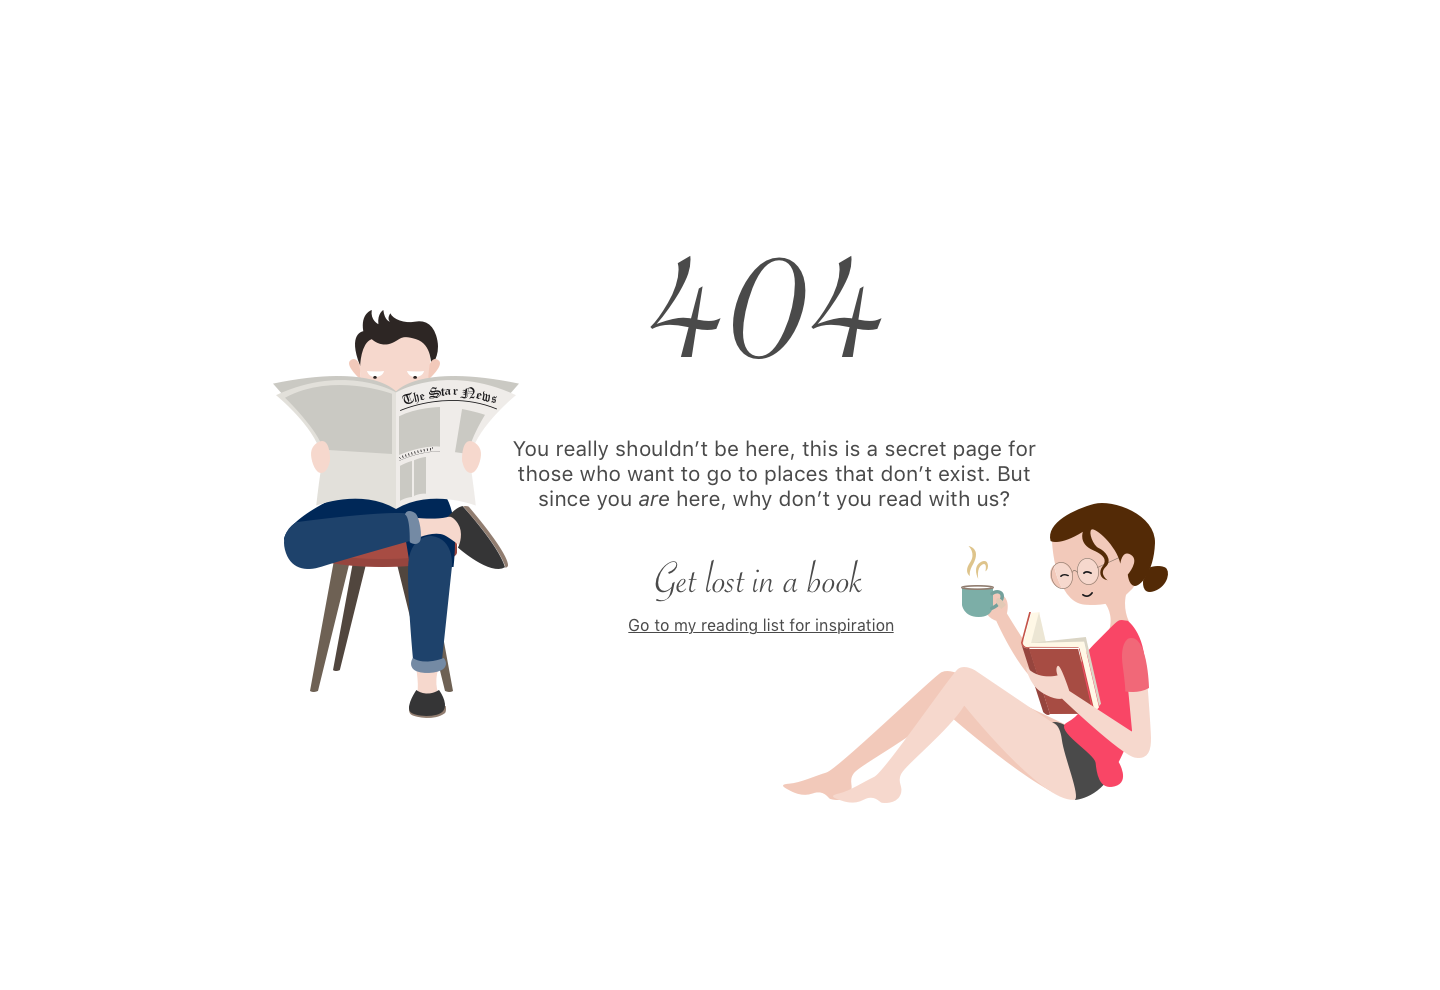 404
The Star News
You really shouldn’t be here, this is a secret page for
those who want to go to places that don’t exist. But
since you are here, why don’t you read with us?
Get lost in a book
Go to my reading list for inspiration